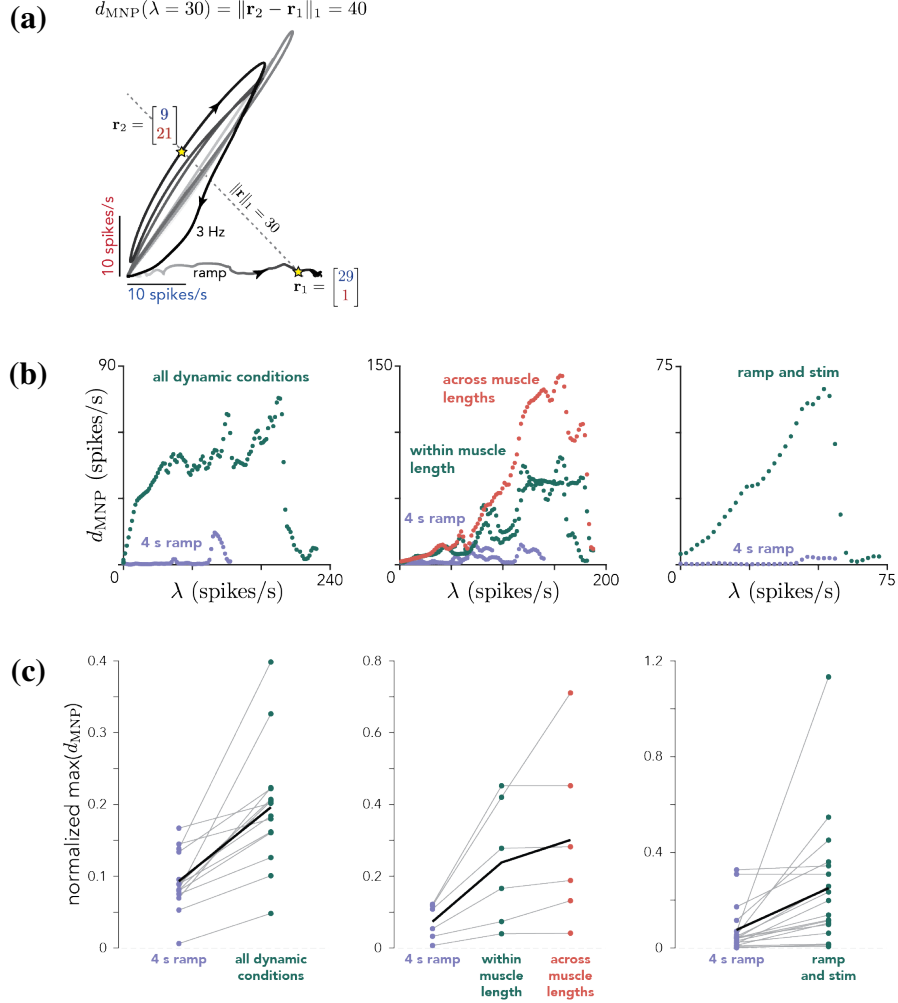 (a)
d_MNP(λ = 30) = ‖r₂ − r₁‖₁ = 40
r₂ = [9
21]
‖r‖₁ = 30
3 Hz
ramp
10 spikes/s
10 spikes/s
r₁ = [29
1]
(b)
d_MNP (spikes/s)
90
all dynamic conditions
4 s ramp
0
240
λ (spikes/s)
150
across muscle
lengths
within muscle
length
4 s ramp
0
200
λ (spikes/s)
75
ramp and stim
4 s ramp
0
75
λ (spikes/s)
(c)
normalized max(d_MNP)
0.4
0.3
0.2
0.1
0
4 s ramp
all dynamic
conditions
0.8
0.6
0.4
0.2
0
4 s ramp
within
muscle
length
across
muscle
lengths
1.2
0.8
0.4
0
4 s ramp
ramp
and stim